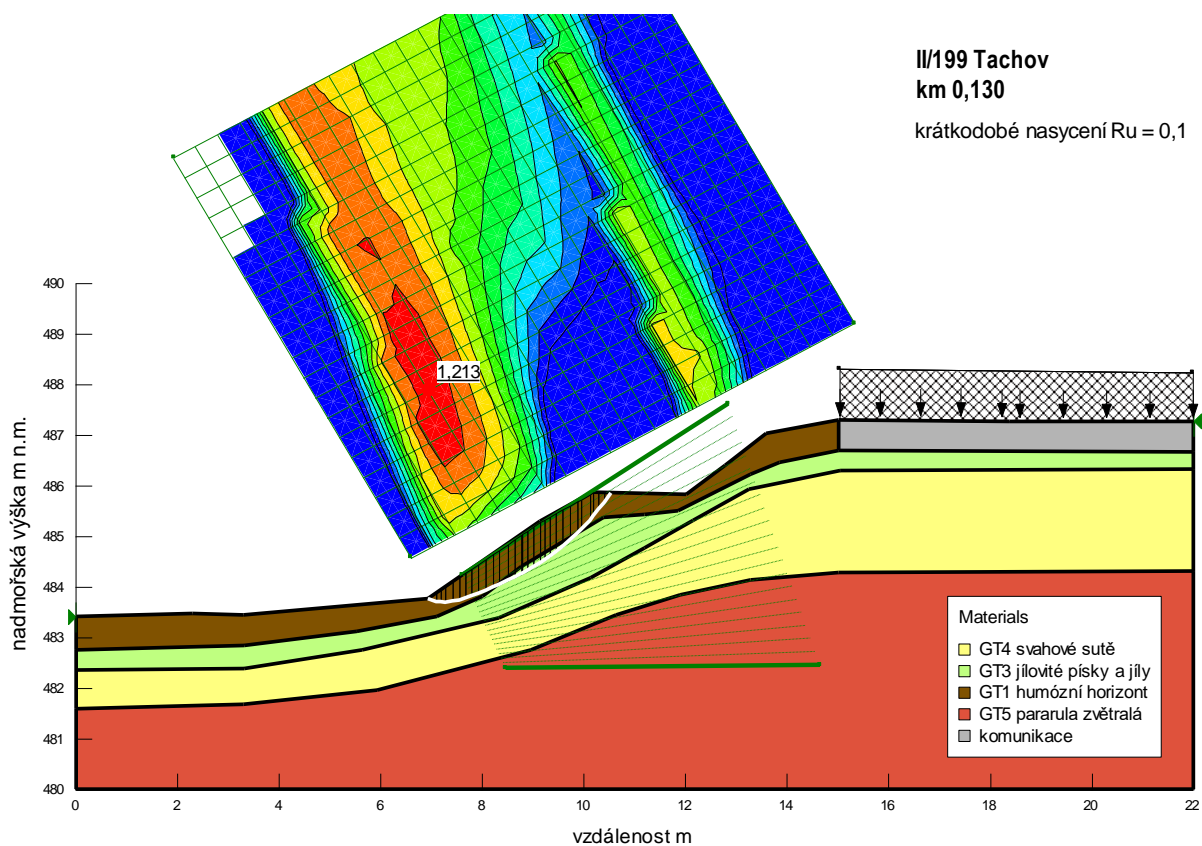 II/199 Tachov
km 0,130
krátkodobé nasycení Ru = 0,1
1,213
490
489
488
487
486
485
484
483
482
481
480
nadmořská výška m n.m.
Materials
GT4 svahové sutě
GT3 jílovité písky a jíly
GT1 humózní horizont
GT5 pararula zvětralá
komunikace
0 2 4 6 8 10 12 14 16 18 20 22
vzdálenost m